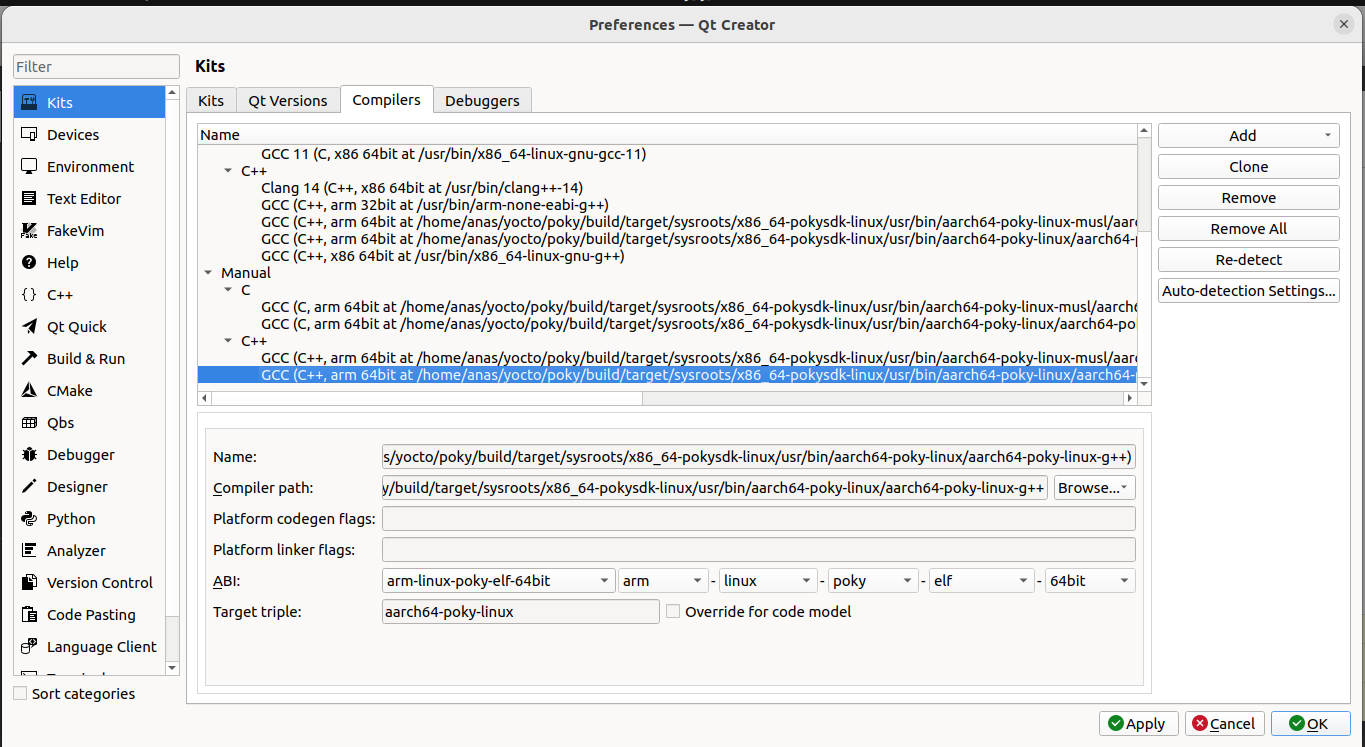 Preferences — Qt Creator
Filter
Kits
Devices
Environment
Text Editor
FakeVim
Help
C++
Qt Quick
Build & Run
CMake
Qbs
Debugger
Designer
Python
Analyzer
Version Control
Code Pasting
Language Client
Sort categories
Kits
Kits Qt Versions Compilers Debuggers
Name
GCC 11 (C, x86 64bit at /usr/bin/x86_64-linux-gnu-gcc-11)
C++
Clang 14 (C++, x86 64bit at /usr/bin/clang++-14)
GCC (C++, arm 32bit at /usr/bin/arm-none-eabi-g++)
GCC (C++, arm 64bit at /home/anas/yocto/poky/build/target/sysroots/x86_64-pokysdk-linux/usr/bin/aarch64-poky-linux-musl/aarc
GCC (C++, arm 64bit at /home/anas/yocto/poky/build/target/sysroots/x86_64-pokysdk-linux/usr/bin/aarch64-poky-linux/aarch64-p
GCC (C++, x86 64bit at /usr/bin/x86_64-linux-gnu-g++)
Manual
C
GCC (C, arm 64bit at /home/anas/yocto/poky/build/target/sysroots/x86_64-pokysdk-linux/usr/bin/aarch64-poky-linux-musl/aarch6
GCC (C, arm 64bit at /home/anas/yocto/poky/build/target/sysroots/x86_64-pokysdk-linux/usr/bin/aarch64-poky-linux/aarch64-po
C++
GCC (C++, arm 64bit at /home/anas/yocto/poky/build/target/sysroots/x86_64-pokysdk-linux/usr/bin/aarch64-poky-linux-musl/aarc
GCC (C++, arm 64bit at /home/anas/yocto/poky/build/target/sysroots/x86_64-pokysdk-linux/usr/bin/aarch64-poky-linux/aarch64-p
Add
Clone
Remove
Remove All
Re-detect
Auto-detection Settings...
Name: s/yocto/poky/build/target/sysroots/x86_64-pokysdk-linux/usr/bin/aarch64-poky-linux/aarch64-poky-linux-g++)
Compiler path: y/build/target/sysroots/x86_64-pokysdk-linux/usr/bin/aarch64-poky-linux/aarch64-poky-linux-g++ Browse...
Platform codegen flags:
Platform linker flags:
ABI: arm-linux-poky-elf-64bit arm - linux - poky - elf - 64bit
Target triple: aarch64-poky-linux Override for code model
Apply Cancel OK